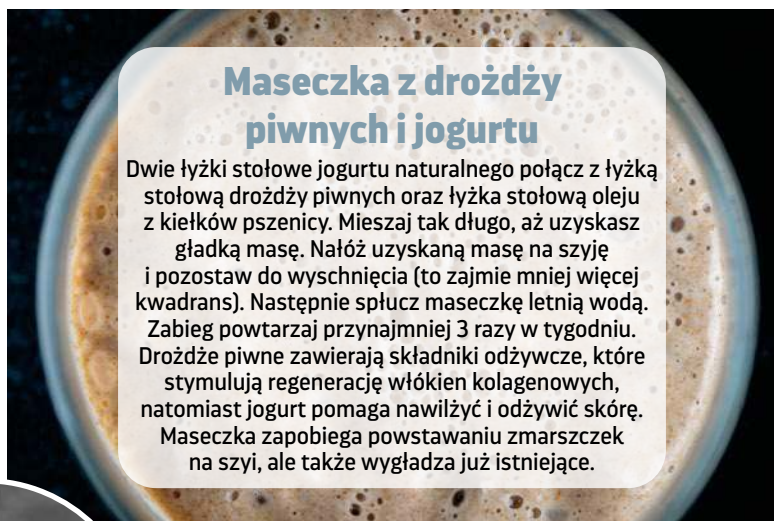 Maseczka z drożdży
piwnych i jogurtu
Dwie łyżki stołowe jogurtu naturalnego połącz z łyżką
stołową drożdży piwnych oraz łyżka stołową oleju
z kiełków pszenicy. Mieszaj tak długo, aż uzyskasz
gładką masę. Nałóż uzyskaną masę na szyję
i pozostaw do wyschnięcia (to zajmie mniej więcej
kwadrans). Następnie spłucz maseczkę letnią wodą.
Zabieg powtarzaj przynajmniej 3 razy w tygodniu.
Drożdże piwne zawierają składniki odżywcze, które
stymulują regenerację włókien kolagenowych,
natomiast jogurt pomaga nawilżyć i odżywić skórę.
Maseczka zapobiega powstawaniu zmarszczek
na szyi, ale także wygładza już istniejące.